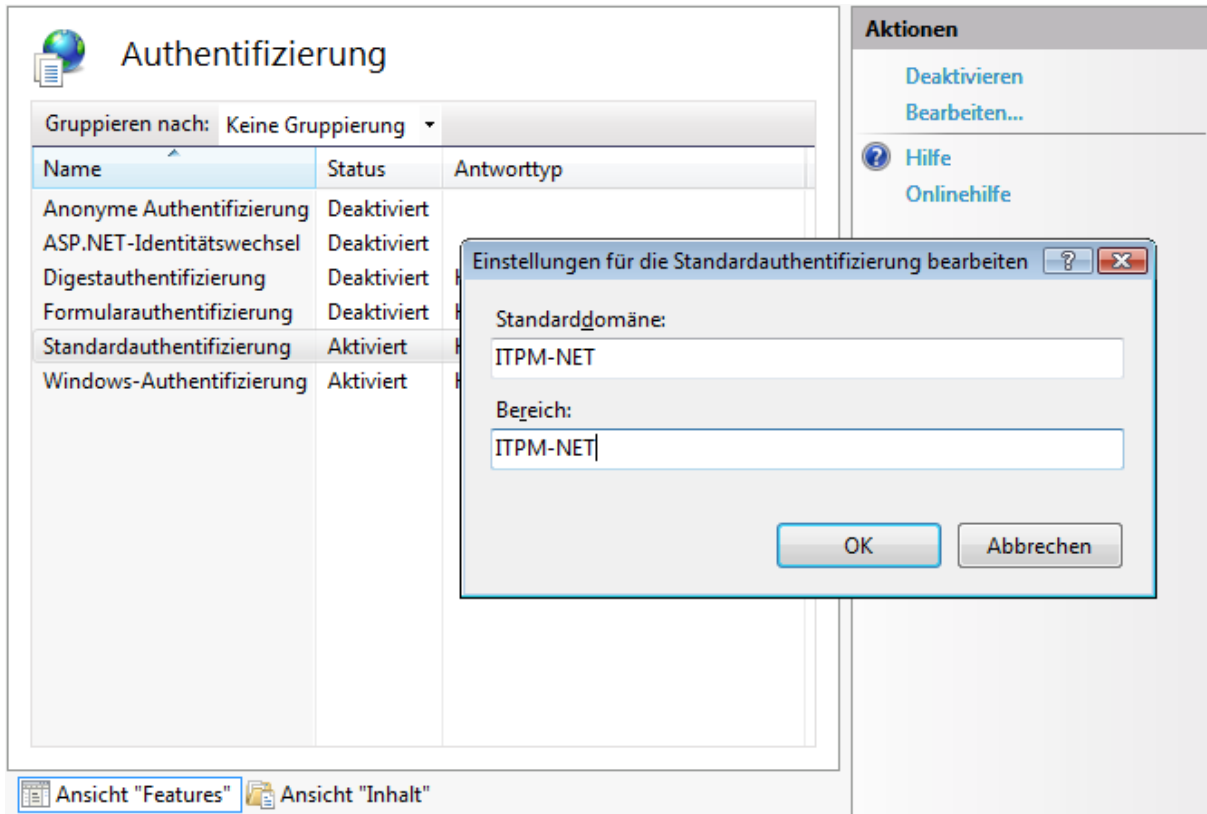 Authentifizierung
Gruppieren nach: Keine Gruppierung
Name Status Antworttyp
Anonyme Authentifizierung Deaktiviert
ASP.NET-Identitätswechsel Deaktiviert
Digestauthentifizierung Deaktiviert
Formularauthentifizierung Deaktiviert
Standardauthentifizierung Aktiviert
Windows-Authentifizierung Aktiviert
Ansicht "Features" Ansicht "Inhalt"
Aktionen
Deaktivieren
Bearbeiten...
Hilfe
Onlinehilfe
Einstellungen für die Standardauthentifizierung bearbeiten
Standarddomäne:
ITPM-NET
Bereich:
ITPM-NET
OK Abbrechen